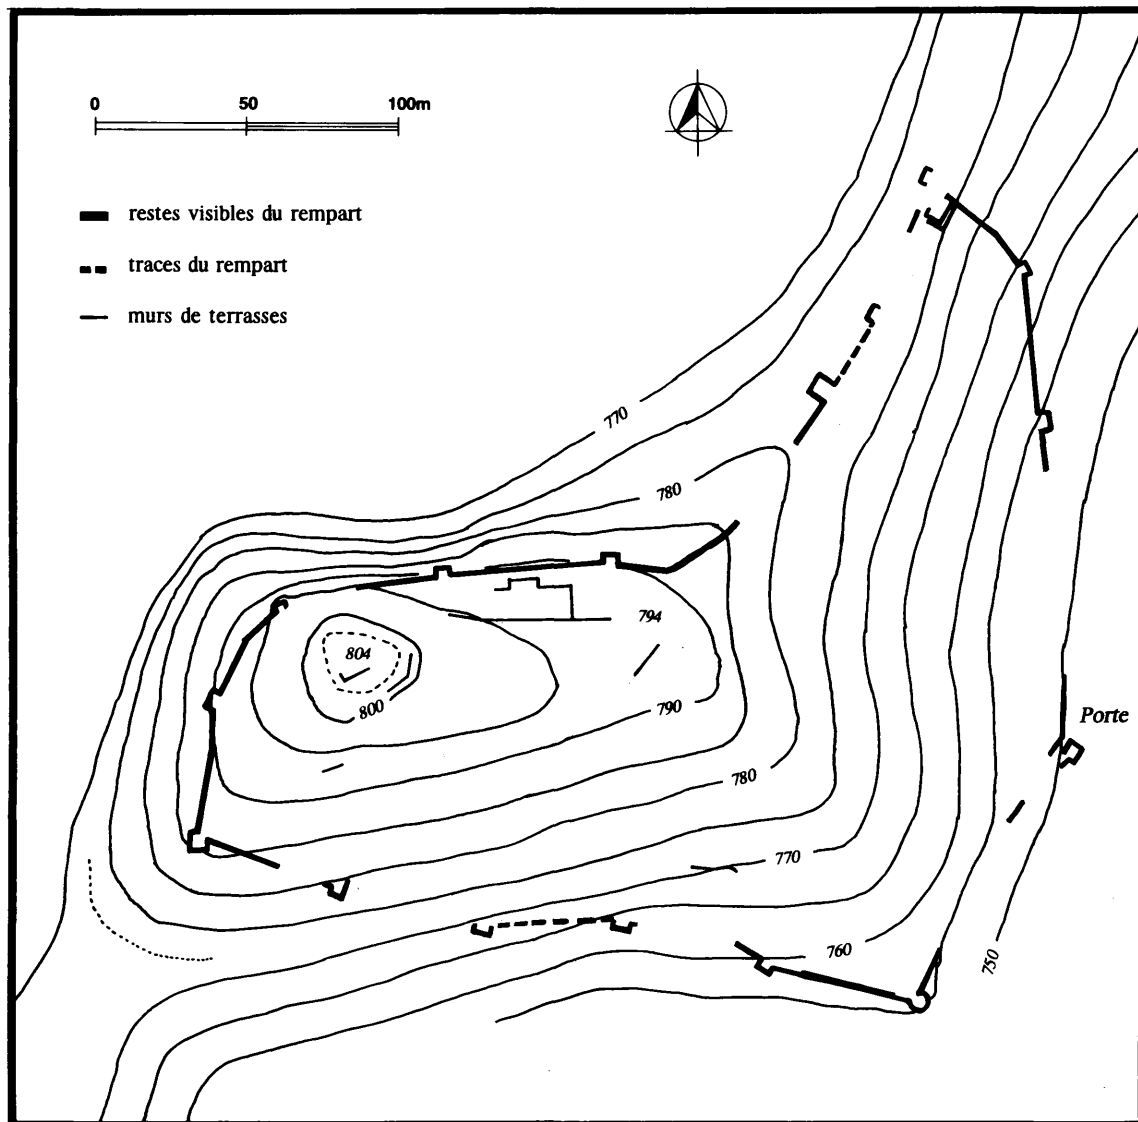 0 50 100m
restes visibles du rempart
traces du rempart
murs de terrasses
770
780
794
804
800
790
Porte
780
770
760
750